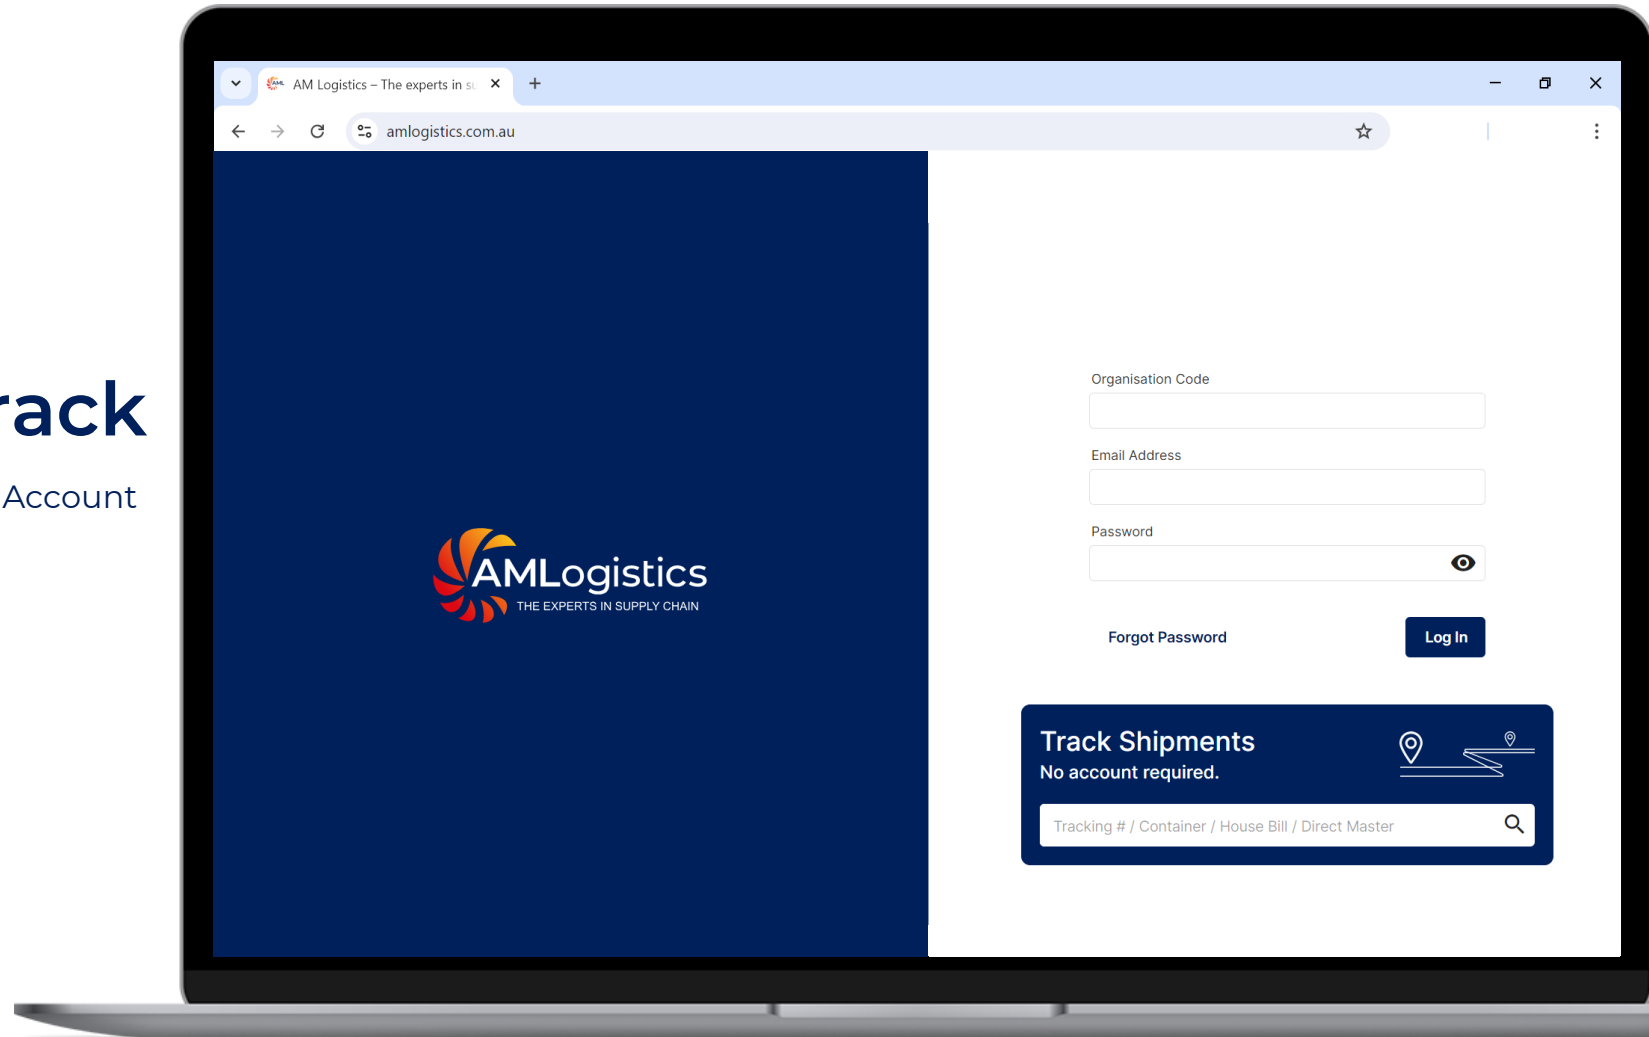 rack
Account
AM Logistics – The experts in su
amlogistics.com.au
AMLogistics
THE EXPERTS IN SUPPLY CHAIN
Organisation Code
Email Address
Password
Forgot Password
Log In
Track Shipments
No account required.
Tracking # / Container / House Bill / Direct Master